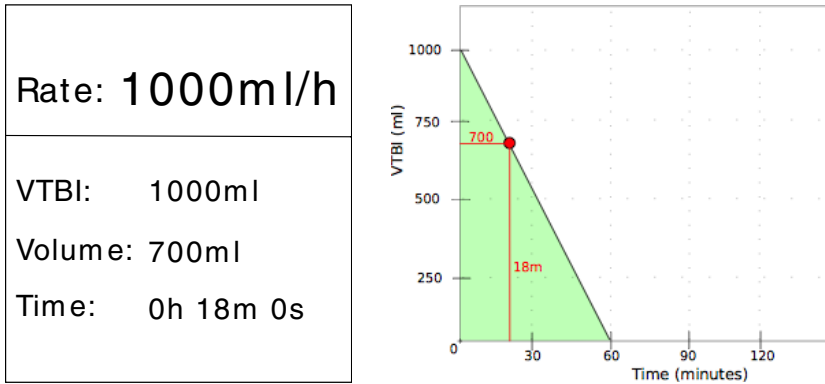 Rate: 1000ml/h
VTBI: 1000ml
Volume: 700ml
Time: 0h 18m 0s
VTBI (ml)
1000
750
700
500
18m
250
0
30
60
90
120
Time (minutes)